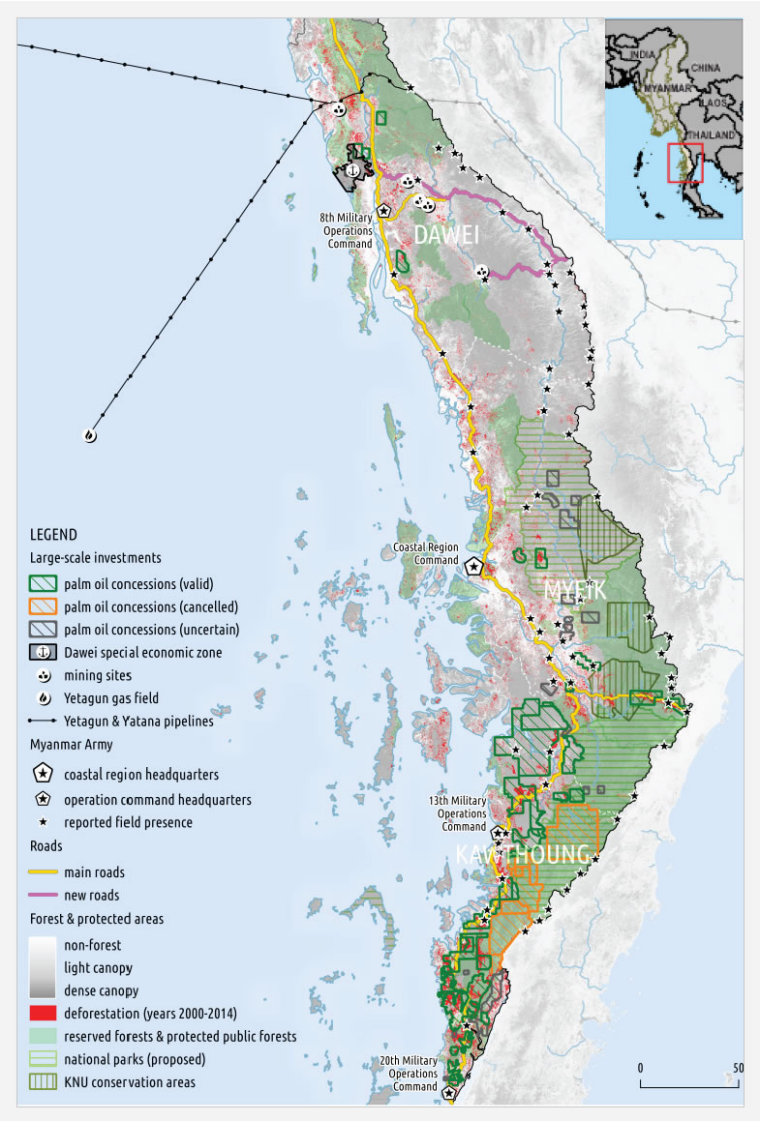 INDIA
CHINA
MYANMAR
LAOS
THAILAND
8th Military
Operations
Command
DAWEI
Coastal Region
Command
MYEIK
LEGEND
Large-scale investments
palm oil concessions (valid)
palm oil concessions (cancelled)
palm oil concessions (uncertain)
Dawei special economic zone
mining sites
Yetagun gas field
Yetagun & Yatana pipelines
Myanmar Army
coastal region headquarters
operation command headquarters
reported field presence
Roads
main roads
new roads
Forest & protected areas
non-forest
light canopy
dense canopy
deforestation (years 2000-2014)
reserved forests & protected public forests
national parks (proposed)
KNU conservation areas
13th Military
Operations
Command
KAWTHOUNG
20th Military
Operations
Command
0 50